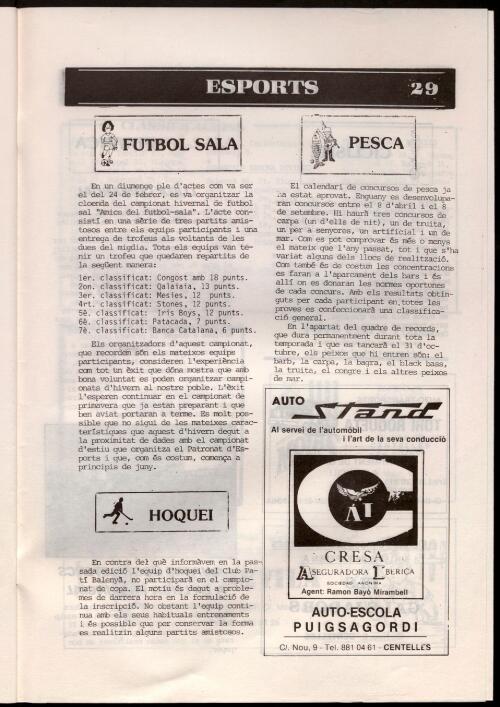 ESPORTS 29
FUTBOL SALA
En un diumenge ple d'actes com va ser
el del 24 de febrer, es va organitzar la
cloenda del campionat hivernal de futbol
sal "Amics del futbol-sala". L'acte con-
sistí en una sèrie de tres partits amis-
tosos entre els equips participants i una
entrega de trofeus als voltants de les
dues del migdia. Tots els equips van te-
nir un trofeu que quedaren repartits de
la següent manera:
1er. classificat: Congost amb 18 punts.
2on. classificat: Qalaiaia, 13 punts.
3er. classificat: Mesies, 12 punts.
4rt. classificat: Stones, 12 punts.
5è. classificat: Iris Boys, 12 punts.
6è. classificat: Patacada, 7 punts.
7è. classificat: Banca Catalana, 6 punts.
Els organitzadors d'aquest campionat,
que recordem són els mateixos equips
participants, consideren l'experiència
com tot un èxit que dóna mostra que amb
bona voluntat es poden organitzar campi-
onats d'hivern al nostre poble. L'èxit
l'esperen continuar en el campionat de
primavera que ja estan preparant i que
ben aviat portaran a terme. Es molt pos-
sible que no sigui de les mateixes carac-
terístiques que aquest d'hivern degut a
la proximitat de dates amb el campionat
d'estiu que organitza el Patronat d'Es-
ports i que, com és costum, comença a
principis de juny.
HOQUEI
En contra del què informàvem en la pas-
sada edició l'equip d'hoquei del Club Pa-
tí Balenyà, no participarà en el campio-
nat de copa. El motiu és degut a proble-
mes de darrera hora en la formulació de
la inscripció. No obstant l'equip conti-
nua amb els seus habituals entrenaments
i és possible que per conservar la forma
es realitzin alguns partits amistosos.
PESCA
El calendari de concursos de pesca ja
ha estat aprovat. Enguany es desenvolupa-
ran concursos entre el 8 d'abril i el 8
de setembre. Hi haurà tres concursos de
carpa (un d'ells de nit), un de truita,
un per a senyores, un artificial i un de
mar. Com es pot comprovar és més o menys
el mateix que l'any passat, tot i que s'ha
variat alguns dels llocs de realització.
Com també és de costum les concentracions
es faran a l'aparcament dels bars i és
allí on es donaran les normes oportunes
de cada concurs. Amb els resultats obtin-
guts per cada participant en totes les
proves es confeccionarà una classifica-
ció general.
En l'apartat del quadre de records,
que dura permanentment durant tota la
temporada i que es tancarà el 31 d'oc-
tubre, els peixos que hi entren són: el
barb, la carpa, la bagra, el black bass,
la truita, el congre i els altres peixos
de mar.
AUTO Stand
Al servei de l'automòbil
i l'art de la seva conducció
C AI
CRESA
ASEGURADORA IBERICA
SOCIEDAD ANONIMA
Agent: Ramon Bayó Mirambell
AUTO-ESCOLA
PUIGSAGORDI
C/. Nou, 9 - Tel. 881 04 61 - CENTELLES